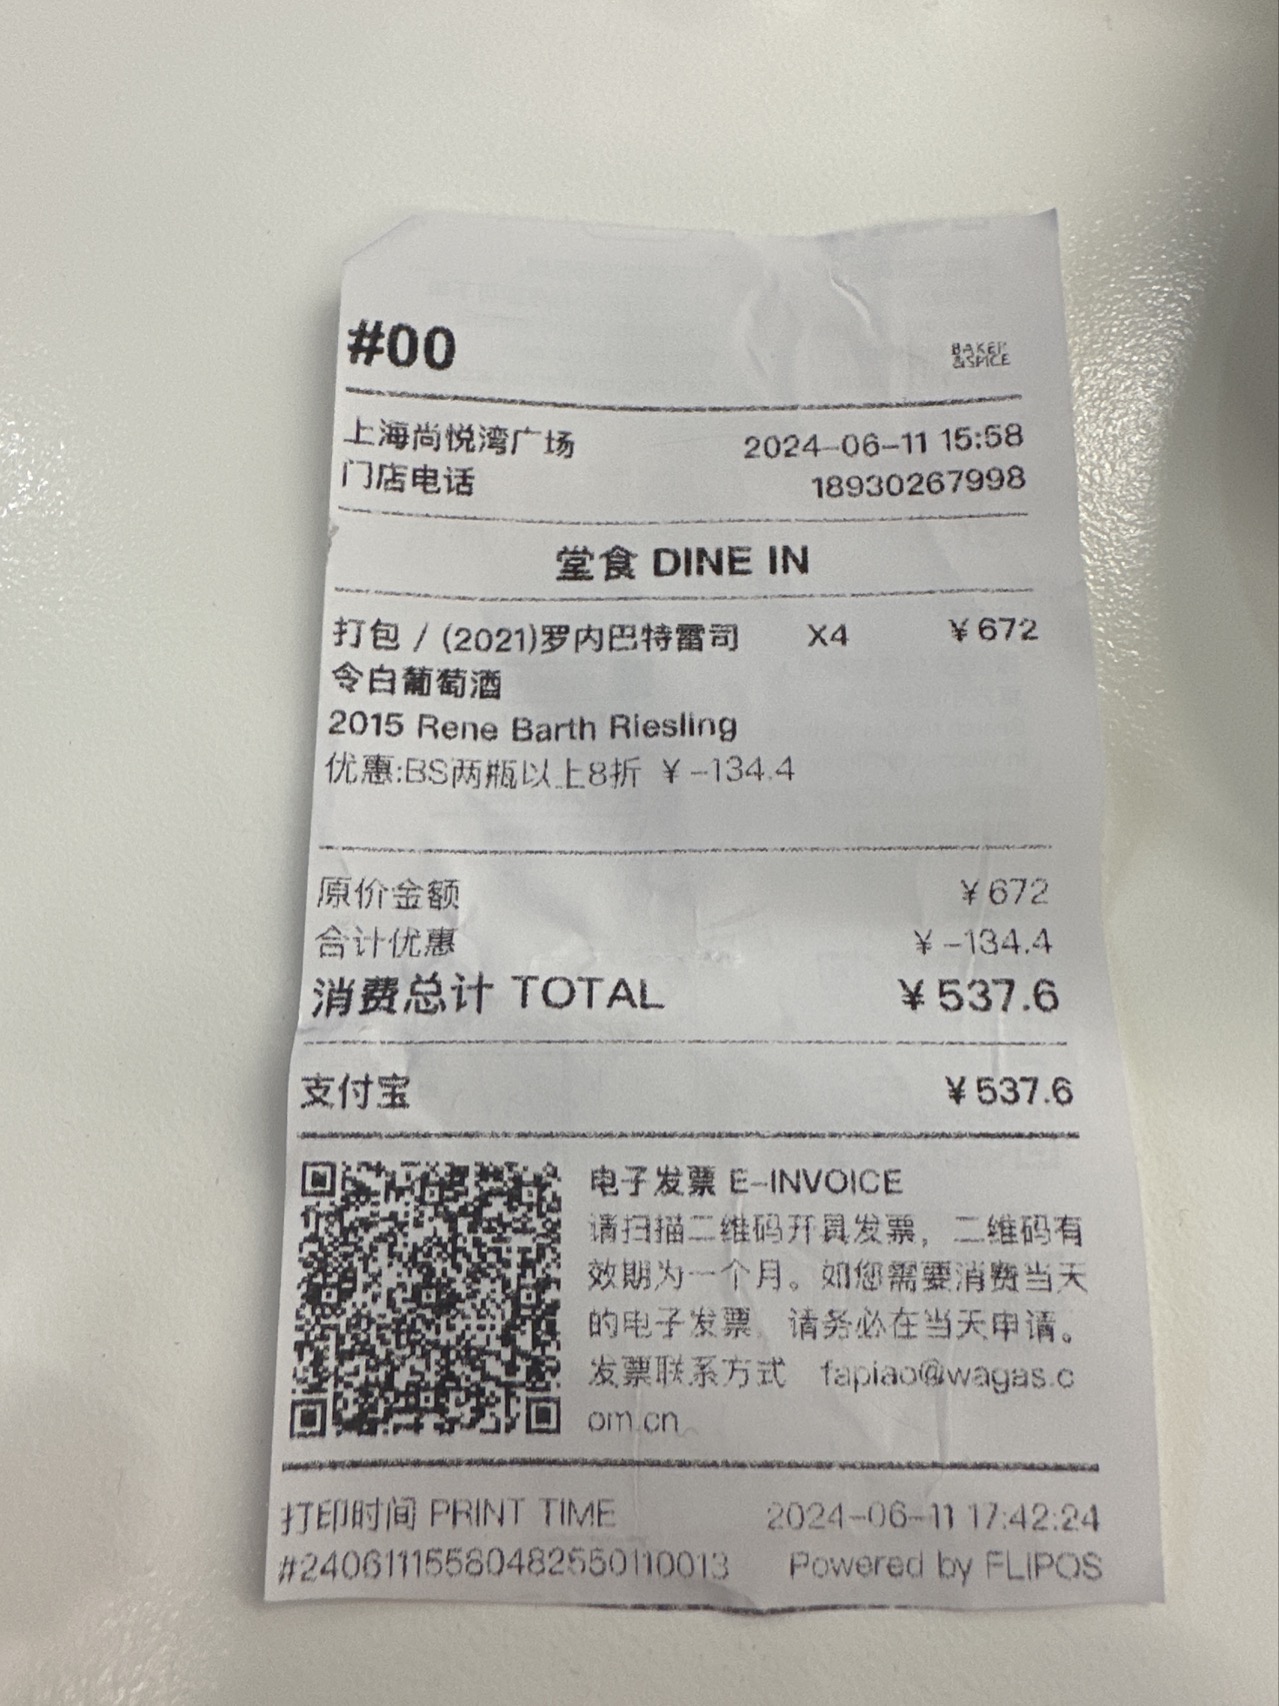 #00
BAKER
&SPICE
上海尚悦湾广场 2024-06-11 15:58
门店电话 18930267998
堂食 DINE IN
打包 / (2021)罗内巴特雷司 X4 ¥672
令白葡萄酒
2015 Rene Barth Riesling
优惠:BS两瓶以上8折 ¥-134.4
原价金额 ¥672
合计优惠 ¥-134.4
消费总计 TOTAL ¥537.6
支付宝 ¥537.6
电子发票 E-INVOICE
请扫描二维码开具发票，二维码有
效期为一个月。如您需要消费当天
的电子发票，请务必在当天申请。
发票联系方式 fapiao@wagas.c
om.cn
打印时间 PRINT TIME 2024-06-11 17:42:24
#24061115580482550110013 Powered by FLIPOS